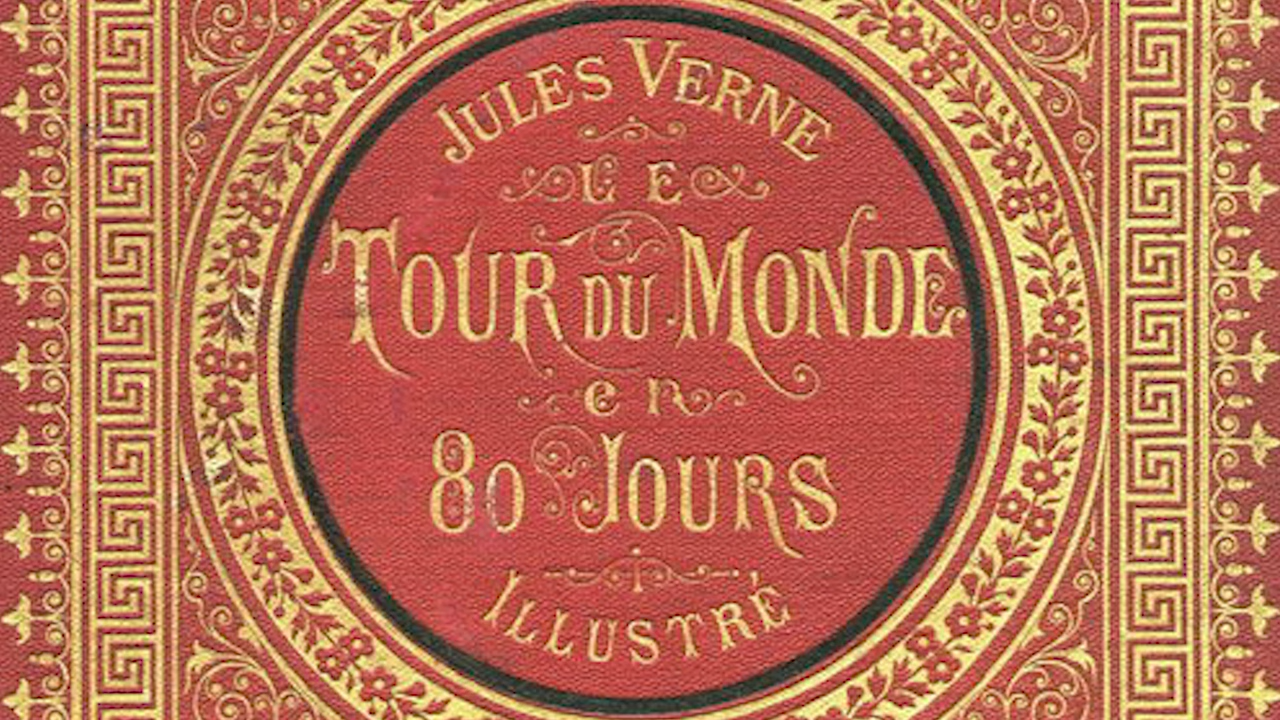 JULES VERNE
LE
TOUR DU MONDE
en
80 JOURS
ILLUSTRÉ